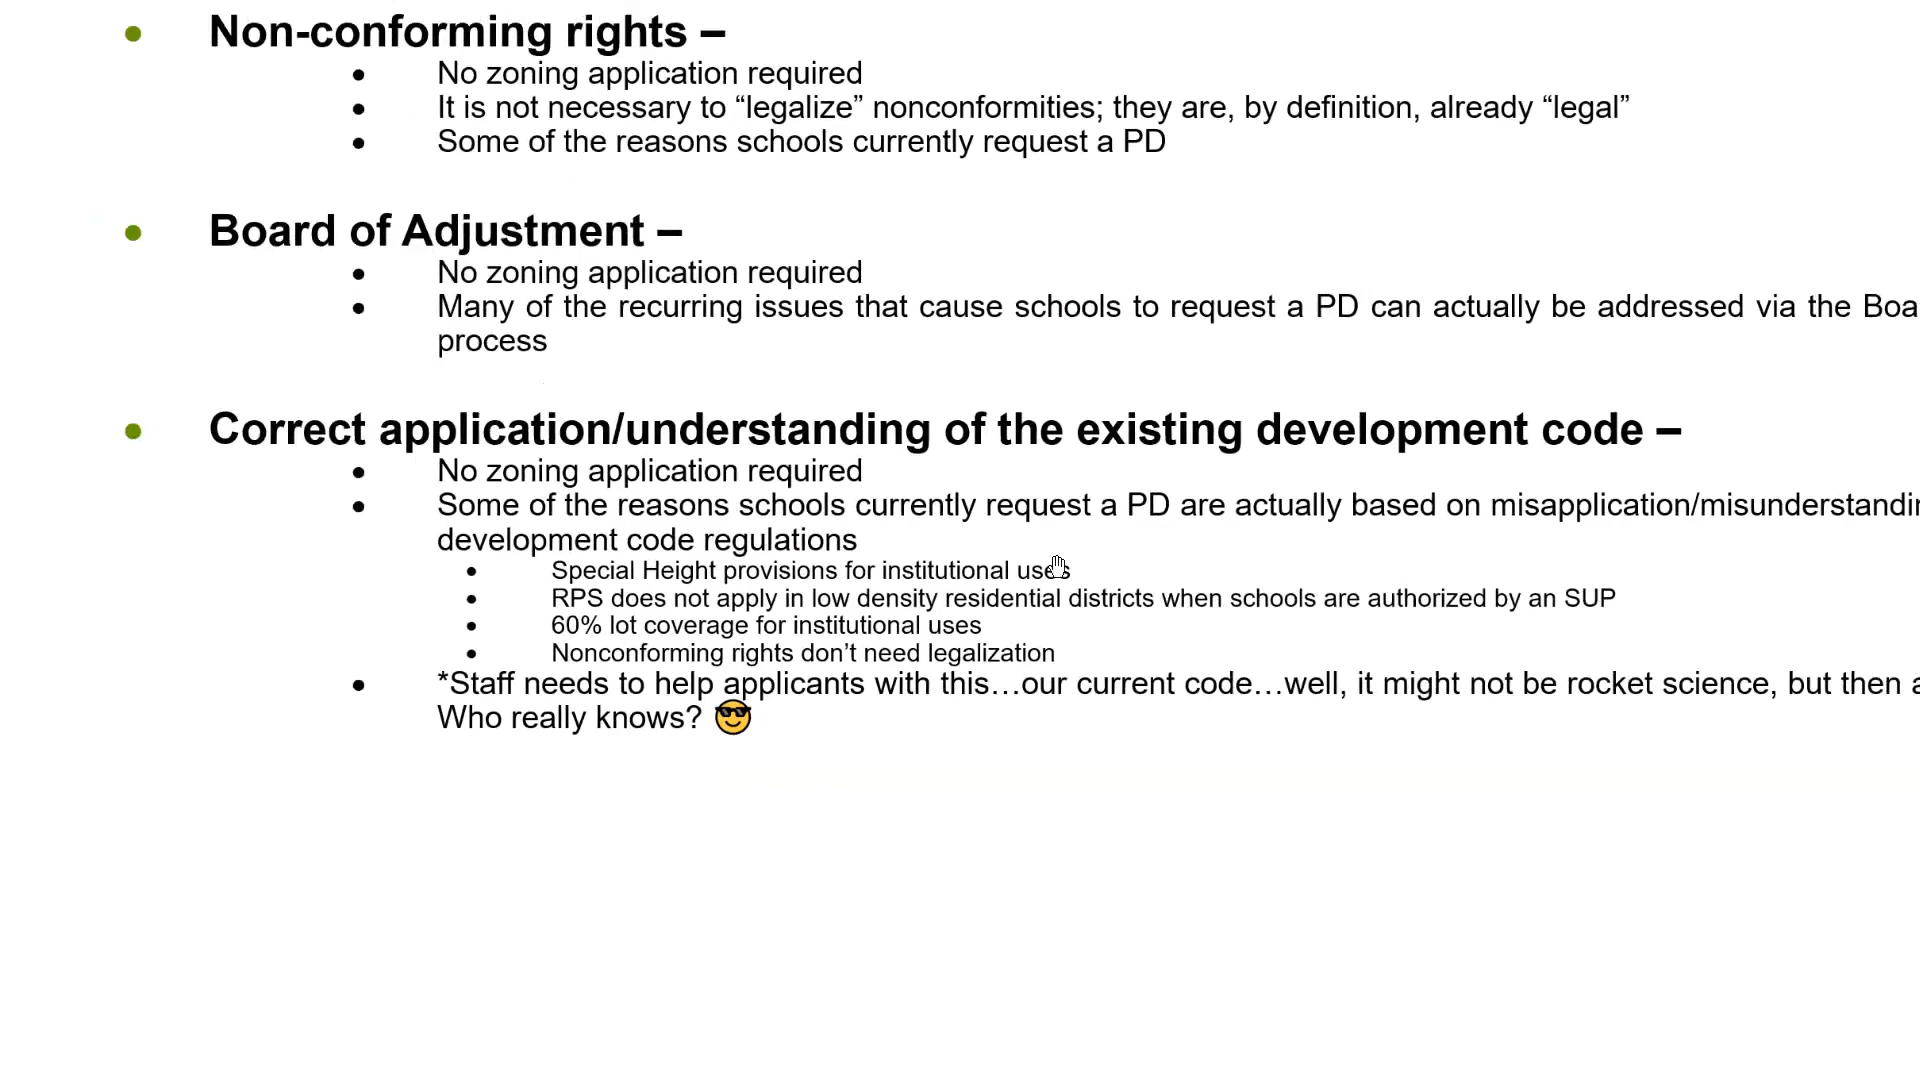 • Non-conforming rights –
• No zoning application required
• It is not necessary to “legalize” nonconformities; they are, by definition, already “legal”
• Some of the reasons schools currently request a PD
• Board of Adjustment –
• No zoning application required
• Many of the recurring issues that cause schools to request a PD can actually be addressed via the
process
• Correct application/understanding of the existing development code –
• No zoning application required
• Some of the reasons schools currently request a PD are actually based on
development code regulations
• Special Height provisions for institutional uses
• RPS does not apply in low density residential districts when schools are authorized by an SUP
• 60% lot coverage for institutional uses
• Nonconforming rights don’t need legalization
• *Staff needs to help applicants with this…our current code…well, it might not be rocket science, but then
Who really knows? 😎